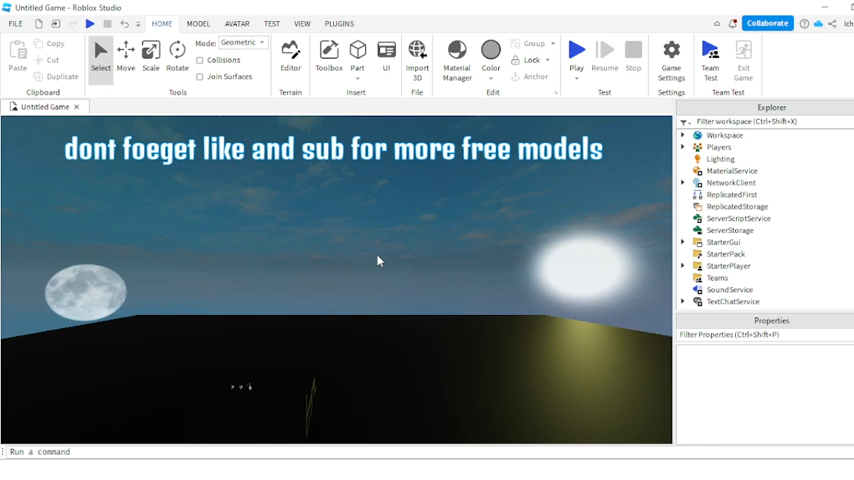 Untitled Game - Roblox Studio
FILE HOME MODEL AVATAR TEST VIEW PLUGINS Collaborate
Paste Copy Cut Duplicate Clipboard
Select Move Scale Rotate Mode: Geometric Collisions Join Surfaces Tools
Editor Terrain
Toolbox Part UI Insert
Import 3D File
Material Manager Color Group Lock Anchor Edit
Play Resume Stop Test
Game Settings Settings
Team Test Exit Game Team Test
Untitled Game
dont foeget like and sub for more free models
Explorer
Filter workspace (Ctrl+Shift+X)
Workspace
Players
Lighting
MaterialService
NetworkClient
ReplicatedFirst
ReplicatedStorage
ServerScriptService
ServerStorage
StarterGui
StarterPack
StarterPlayer
Teams
SoundService
TextChatService
Properties
Filter Properties (Ctrl+Shift+P)
Run a command